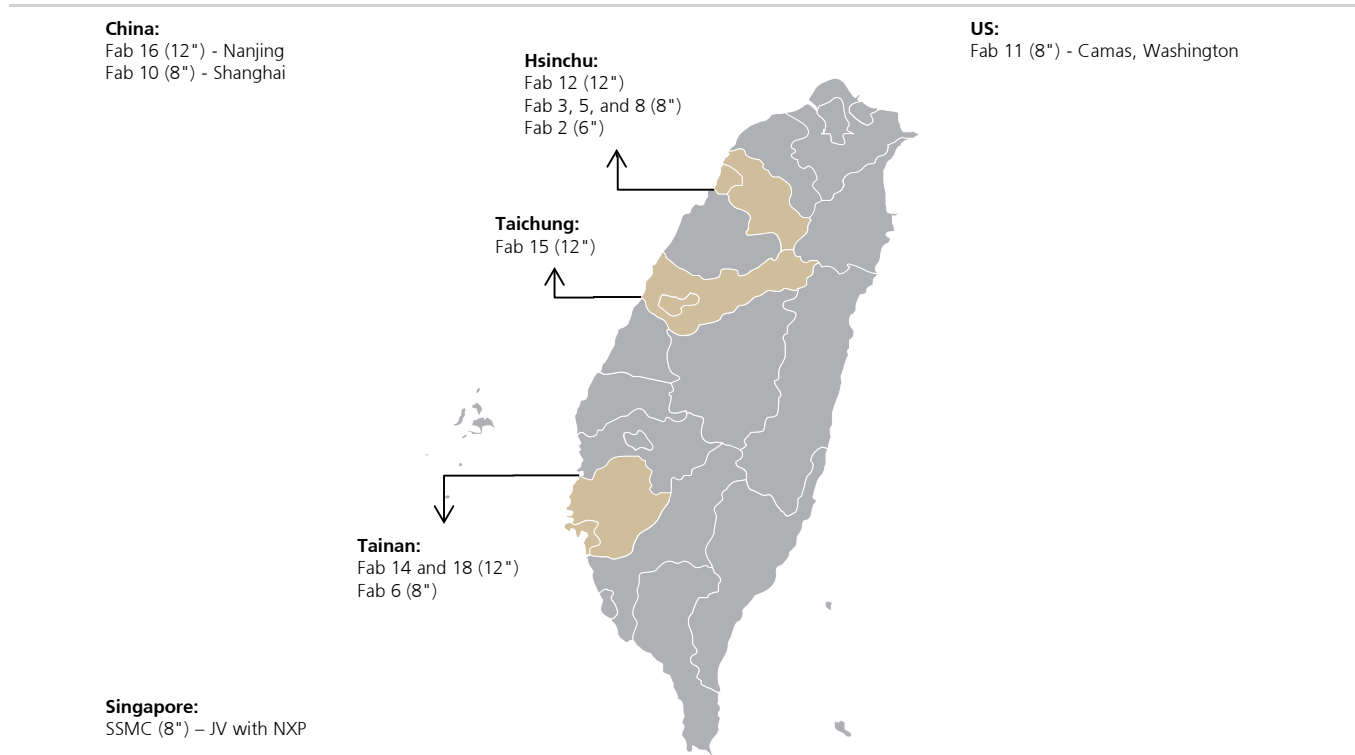 China:
Fab 16 (12") - Nanjing
Fab 10 (8") - Shanghai
US:
Fab 11 (8") - Camas, Washington
Hsinchu:
Fab 12 (12")
Fab 3, 5, and 8 (8")
Fab 2 (6")
Taichung:
Fab 15 (12")
Tainan:
Fab 14 and 18 (12")
Fab 6 (8")
Singapore:
SSMC (8") – JV with NXP